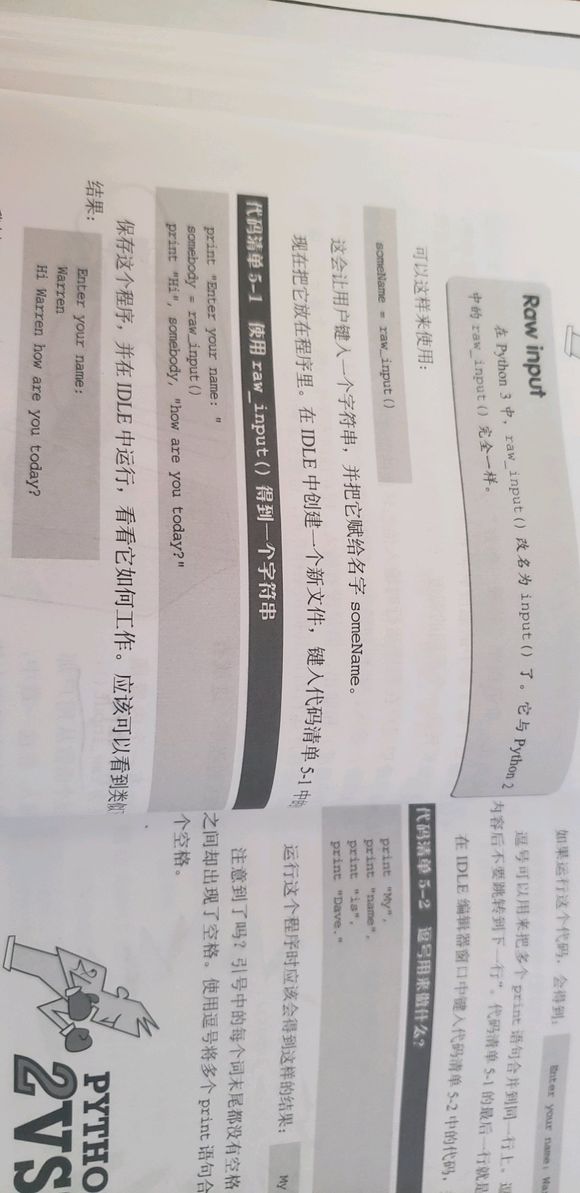 Raw input
在 Python 3 中，raw_input() 改名为 input() 了。它与 Python 2
中的 raw_input() 完全一样。
可以这样来使用：
someName = raw_input()
这会让用户键入一个字符串，并把它赋给名字 someName。
现在把它放在程序里。在 IDLE 中创建一个新文件，键入代码清单 5-1 中的
代码清单 5-1 使用 raw_input() 得到一个字符串
print "Enter your name: "
somebody = raw_input()
print "Hi", somebody, "how are you today?"
保存这个程序，并在 IDLE 中运行，看看它如何工作。应该可以看到类似
结果：
Enter your name:
Warren
Hi Warren how are you today?
如果运行这个代码，会得到：
Enter your name: Wa
逗号可以用来把多个 print 语句合并到同一行上。
内容后不要跳转到下一行”。代码清单 5-1 的最后一行就是
在 IDLE 编辑器窗口中键入代码清单 5-2 中的代码，
代码清单 5-2 逗号用来做什么？
print "My",
print "name",
print "is",
print "Dave."
运行这个程序时应该会得到这样的结果：
My
注意到了吗？引号中的每个词末尾都没有空格
之间却出现了空格。使用逗号将多个 print 语句合
个空格。
PYTHO
2VS